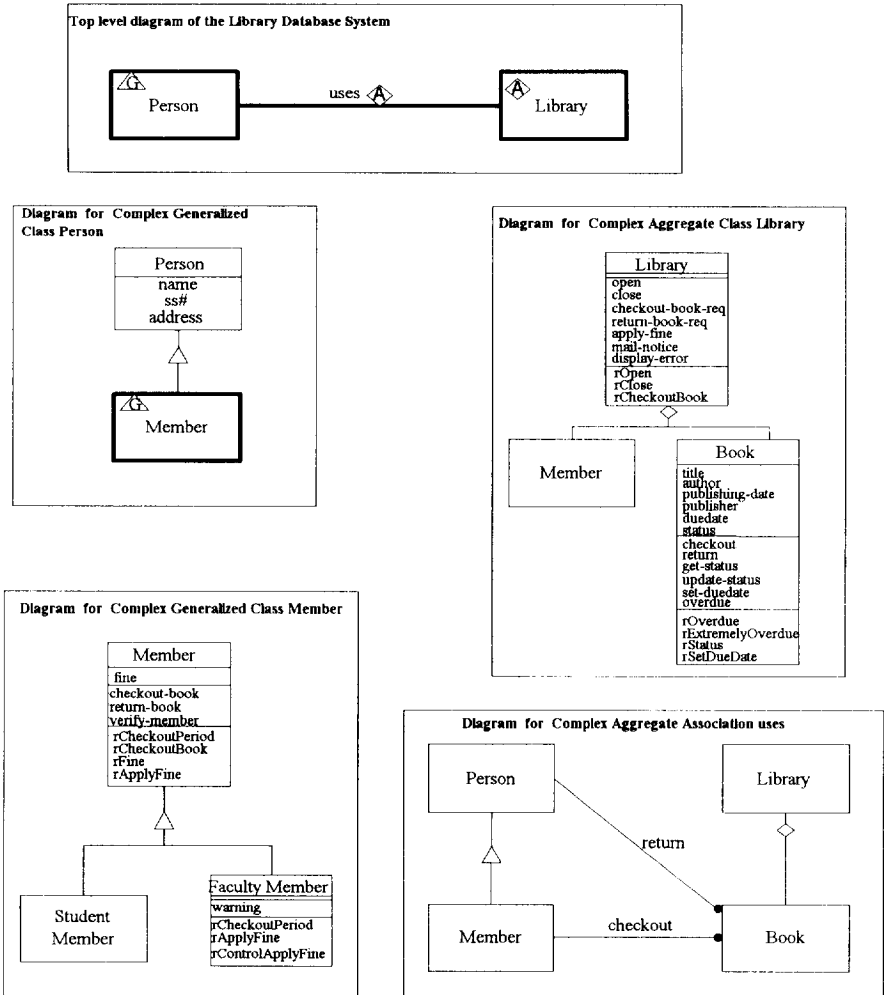 Top level diagram of the Library Database System
G
Person
uses
A
A
Library
Diagram for Complex Generalized
Class Person
Person
name
ss#
address
G
Member
Diagram for Complex Aggregate Class Library
Library
open
close
checkout-book-req
return-book-req
apply-fine
mail-notice
display-error
rOpen
rClose
rCheckoutBook
Member
Book
title
author
publishing-date
publisher
duedate
status
checkout
return
get-status
update-status
set-duedate
overdue
rOverdue
rExtremelyOverdue
rStatus
rSetDueDate
Diagram for Complex Generalized Class Member
Member
fine
checkout-book
return-book
verify-member
rCheckoutPeriod
rCheckoutBook
rFine
rApplyFine
Student
Member
Faculty Member
warning
rCheckoutPeriod
rApplyFine
rControlApplyFine
Diagram for Complex Aggregate Association uses
Person
Library
return
Member
checkout
Book